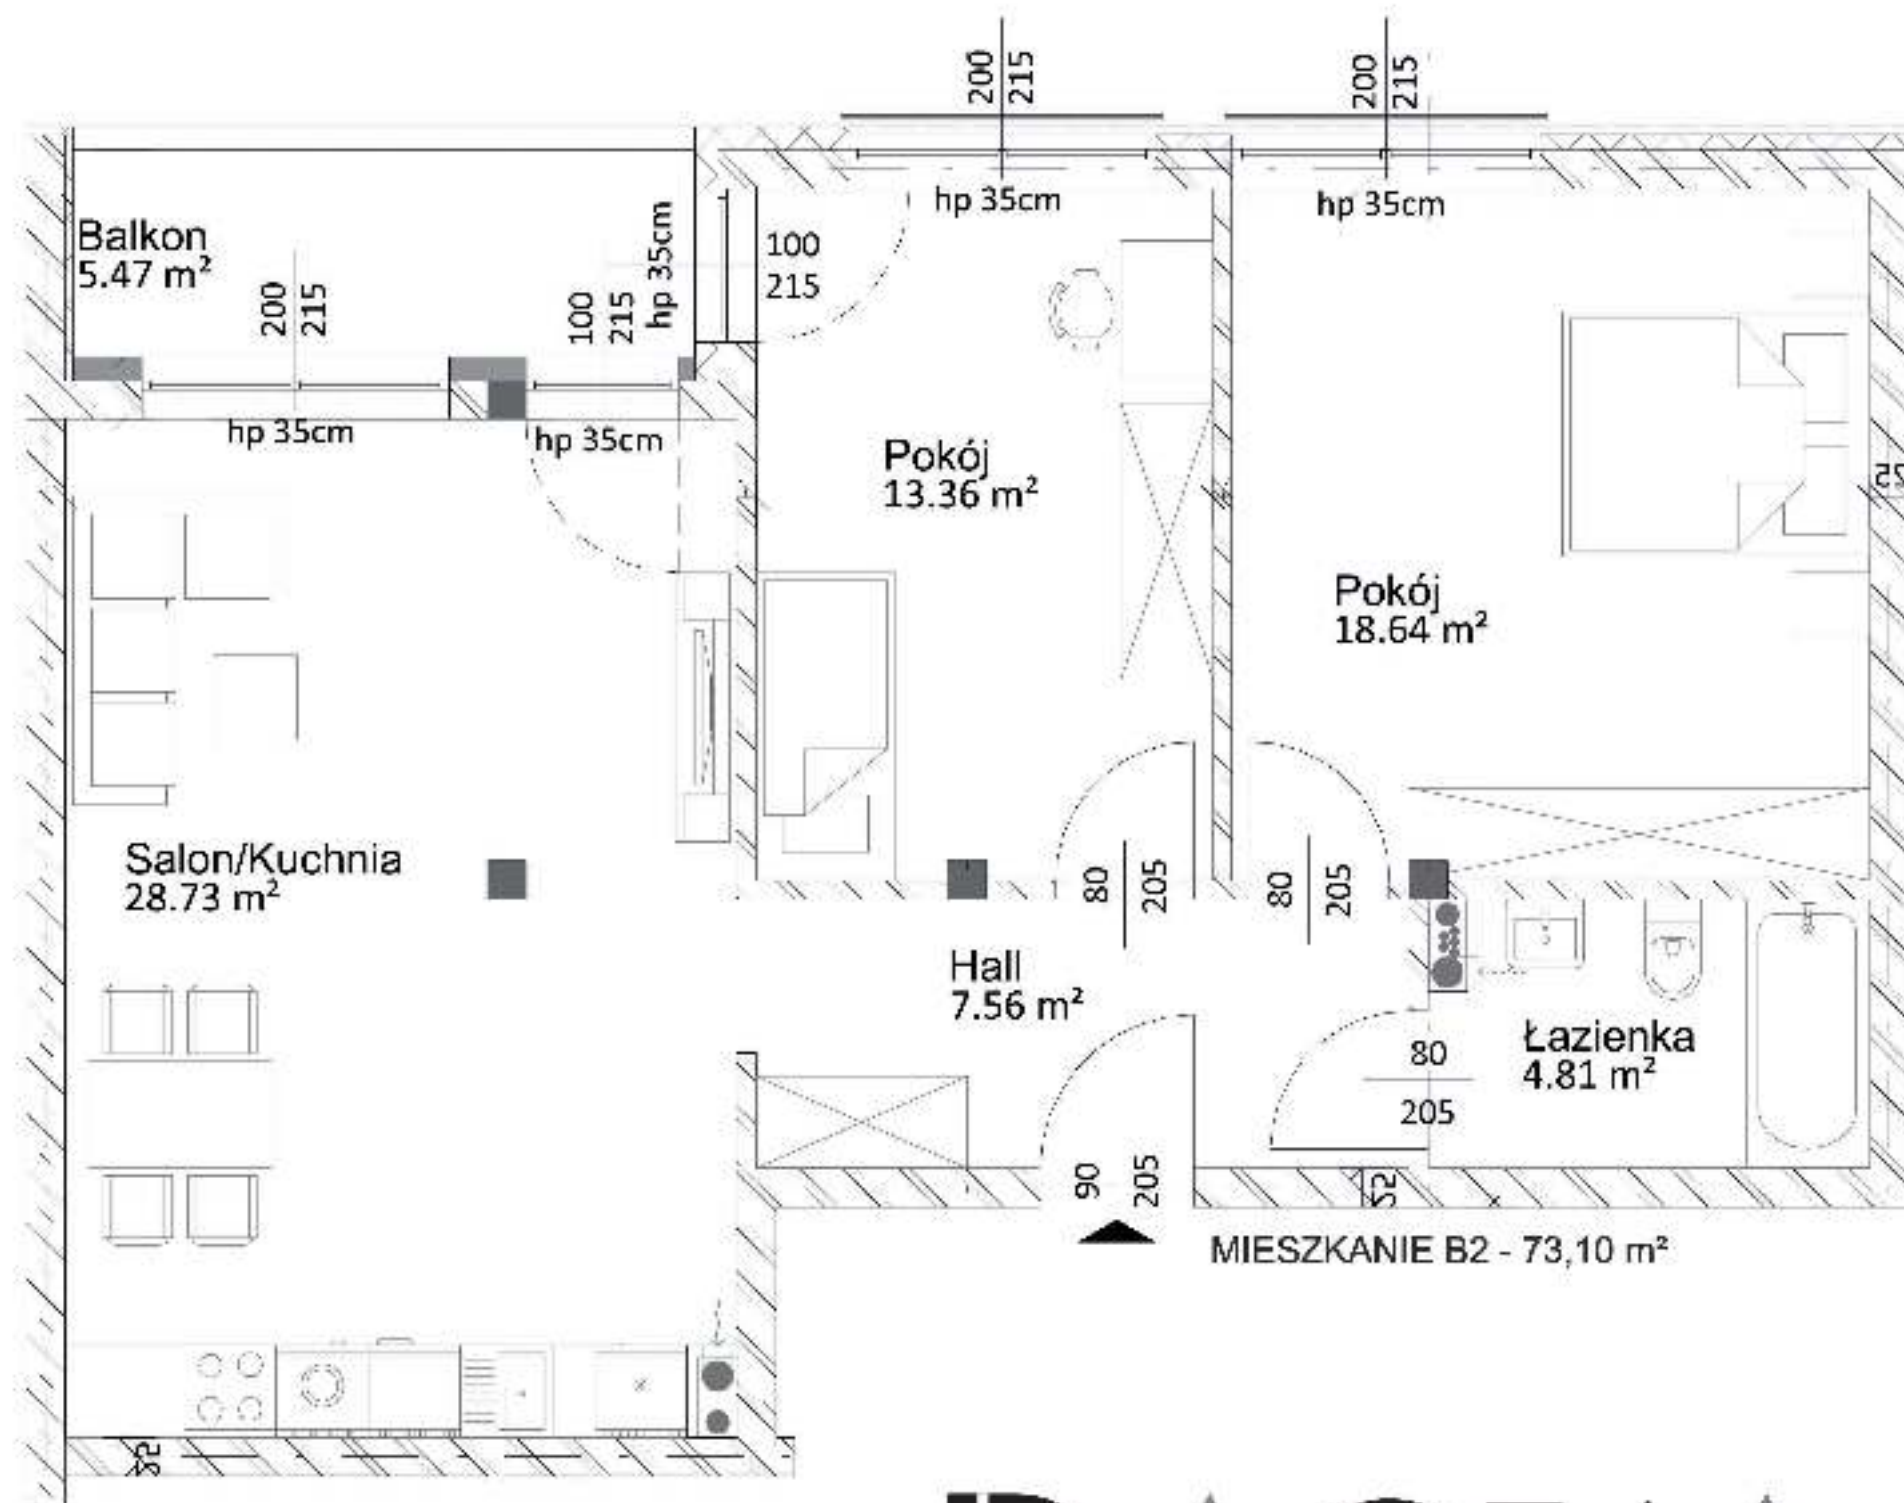 200
215
200
215
hp 35cm
hp 35cm
Balkon
5.47 m²
200
215
100
215
hp 35cm
100
215
hp 35cm
hp 35cm
Pokój
13.36 m²
25
Pokój
18.64 m²
Salon/Kuchnia
28.73 m²
80
205
80
205
Hall
7.56 m²
Łazienka
4.81 m²
80
205
90
205
25
MIESZKANIE B2 - 73,10 m²
25